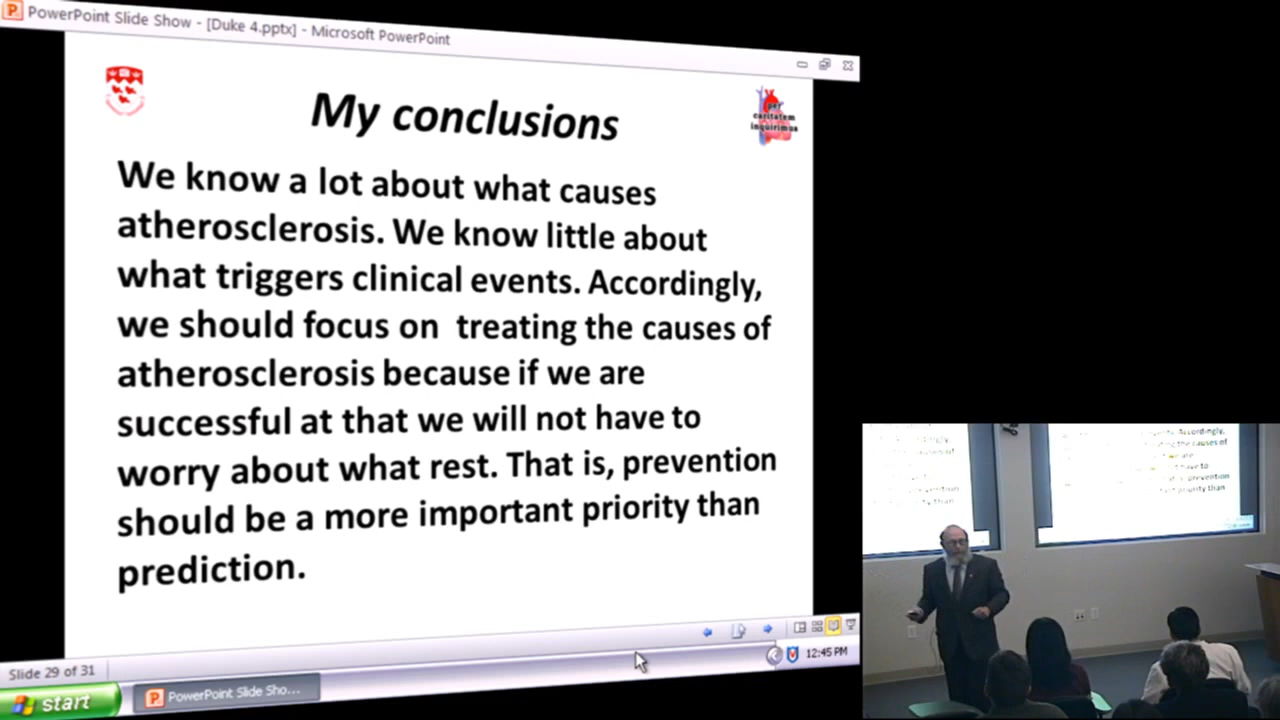 PowerPoint Slide Show - [Duke 4.pptx] - Microsoft PowerPoint
My conclusions
per
caritatem
inquirimus
We know a lot about what causes
atherosclerosis. We know little about
what triggers clinical events. Accordingly,
we should focus on treating the causes of
atherosclerosis because if we are
successful at that we will not have to
worry about what rest. That is, prevention
should be a more important priority than
prediction.
Slide 29 of 31
12:45 PM
start
PowerPoint Slide Sho...